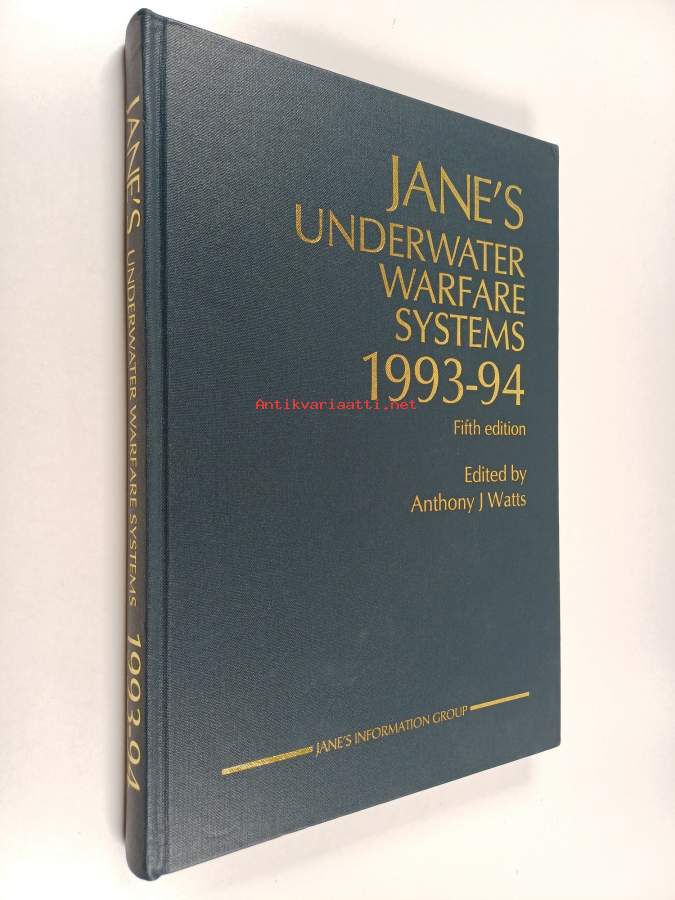 JANE'S
UNDERWATER
WARFARE
SYSTEMS
1993-94
Fifth edition
Edited by
Anthony J Watts
JANE'S INFORMATION GROUP
JANE'S UNDERWATER WARFARE SYSTEMS 1993-94
Antikvariaatti.net